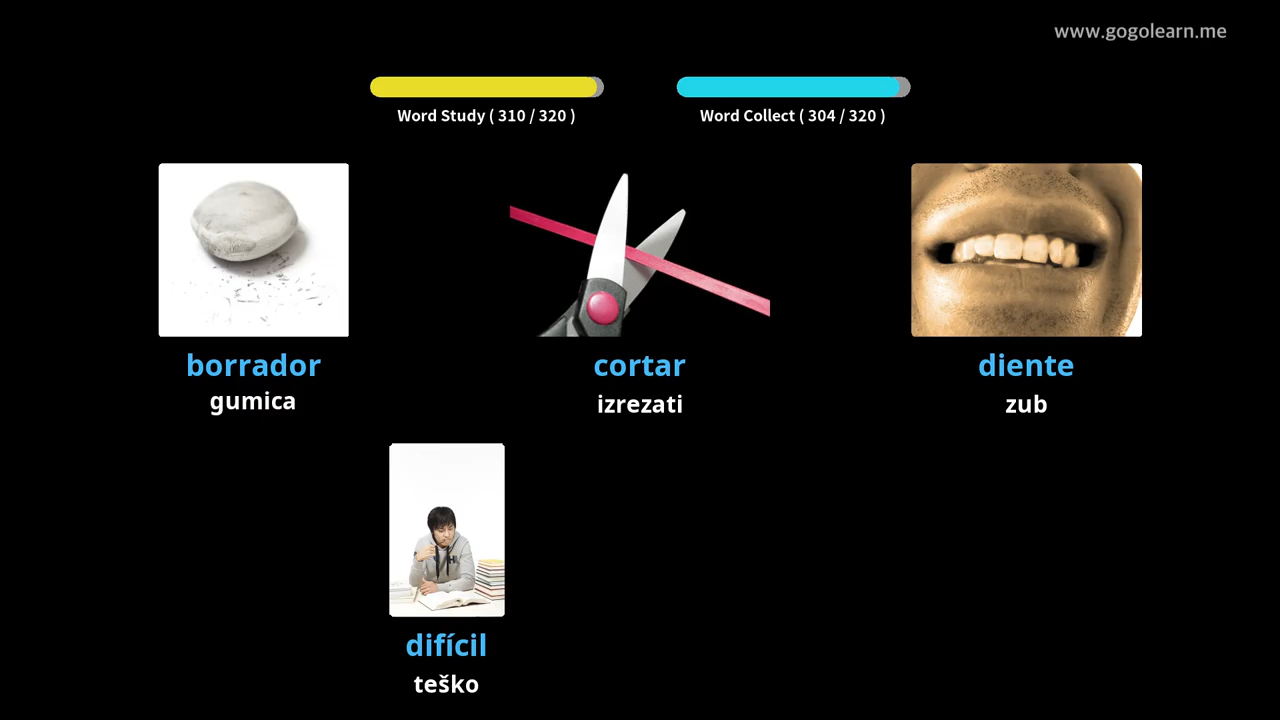 www.gogolearn.me
Word Study ( 310 / 320 )
Word Collect ( 304 / 320 )
borrador
gumica
cortar
izrezati
diente
zub
difícil
teško